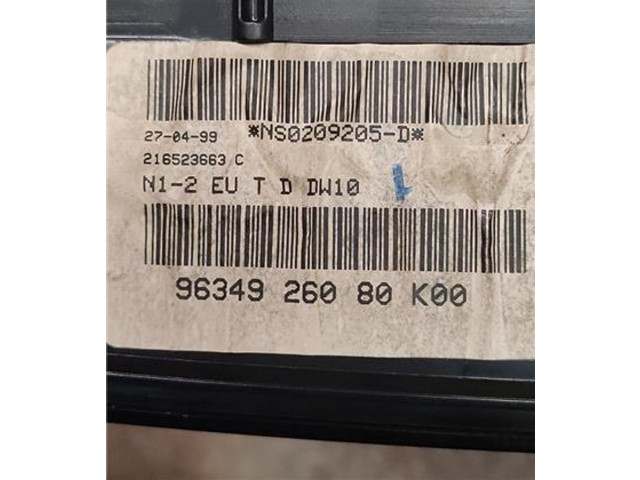 27-04-99 *NS0209205-D*
216523663 C
N1-2 EU T D DW10
96349 260 80 K00